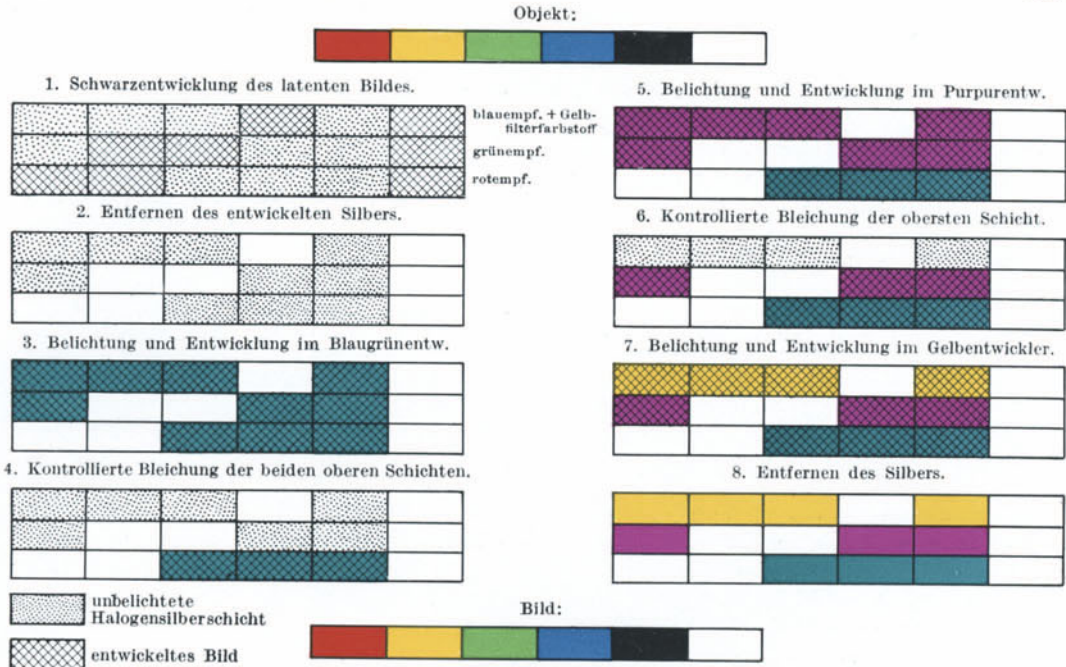 Objekt:
1. Schwarzentwicklung des latenten Bildes.
blauempf. + Gelb-
filterfarbstoff
grünempf.
rotempf.
2. Entfernen des entwickelten Silbers.
3. Belichtung und Entwicklung im Blaugrünentw.
4. Kontrollierte Bleichung der beiden oberen Schichten.
unbelichtete
Halogensilberschicht
entwickeltes Bild
5. Belichtung und Entwicklung im Purpurentw.
6. Kontrollierte Bleichung der obersten Schicht.
7. Belichtung und Entwicklung im Gelbentwickler.
8. Entfernen des Silbers.
Bild: